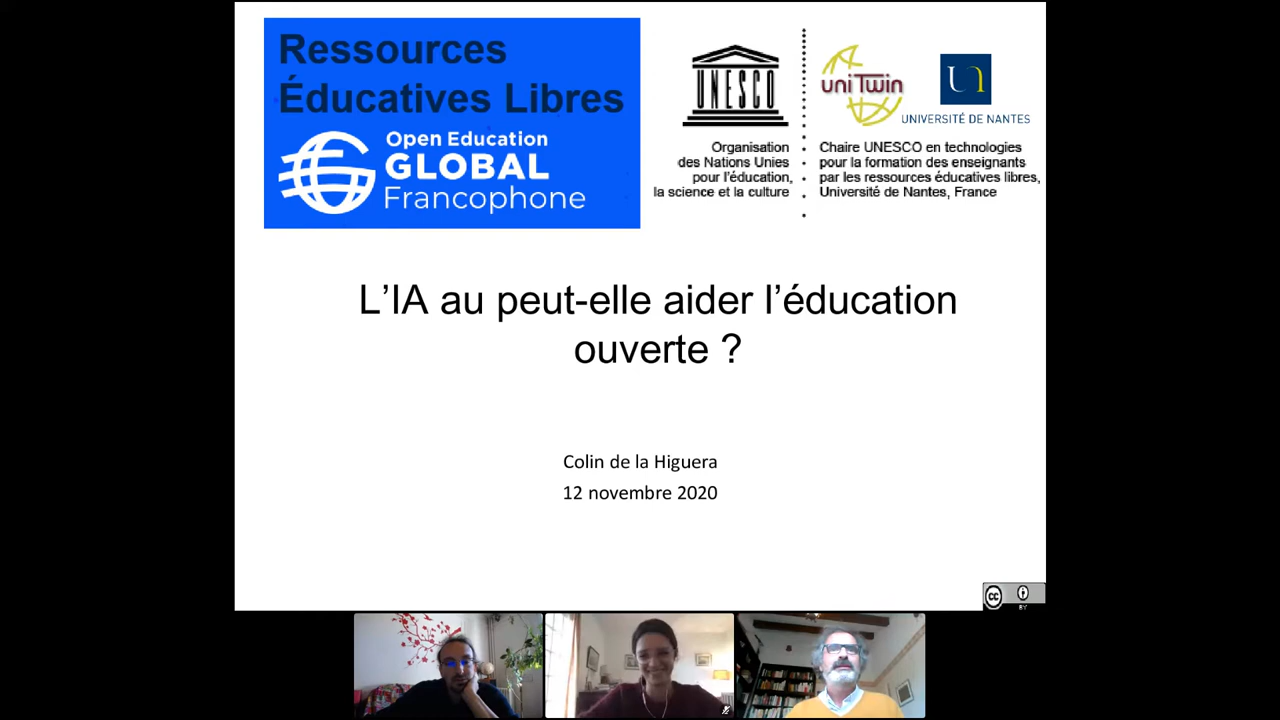 Ressources
Éducatives Libres
Open Education
GLOBAL
Francophone
UNESCO
Organisation
des Nations Unies
pour l'éducation,
la science et la culture
uniTwin
UNIVERSITÉ DE NANTES
Chaire UNESCO en technologies
pour la formation des enseignants
par les ressources éducatives libres,
Université de Nantes, France
L'IA au peut-elle aider l'éducation
ouverte ?
Colin de la Higuera
12 novembre 2020
cc
BY